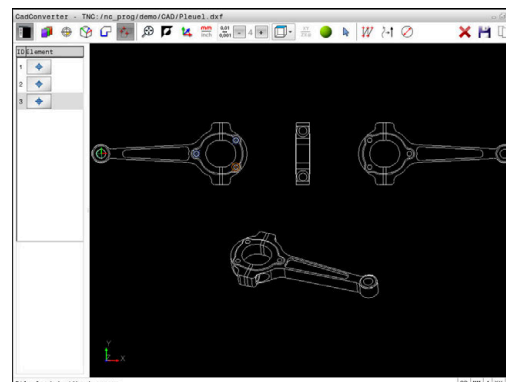 CadConverter - TNC:/nc_prog/demo/CAD/Pleuel.dxf
mm
inch
0,01
0,001
4
ID Element
1
2
3
Y
X